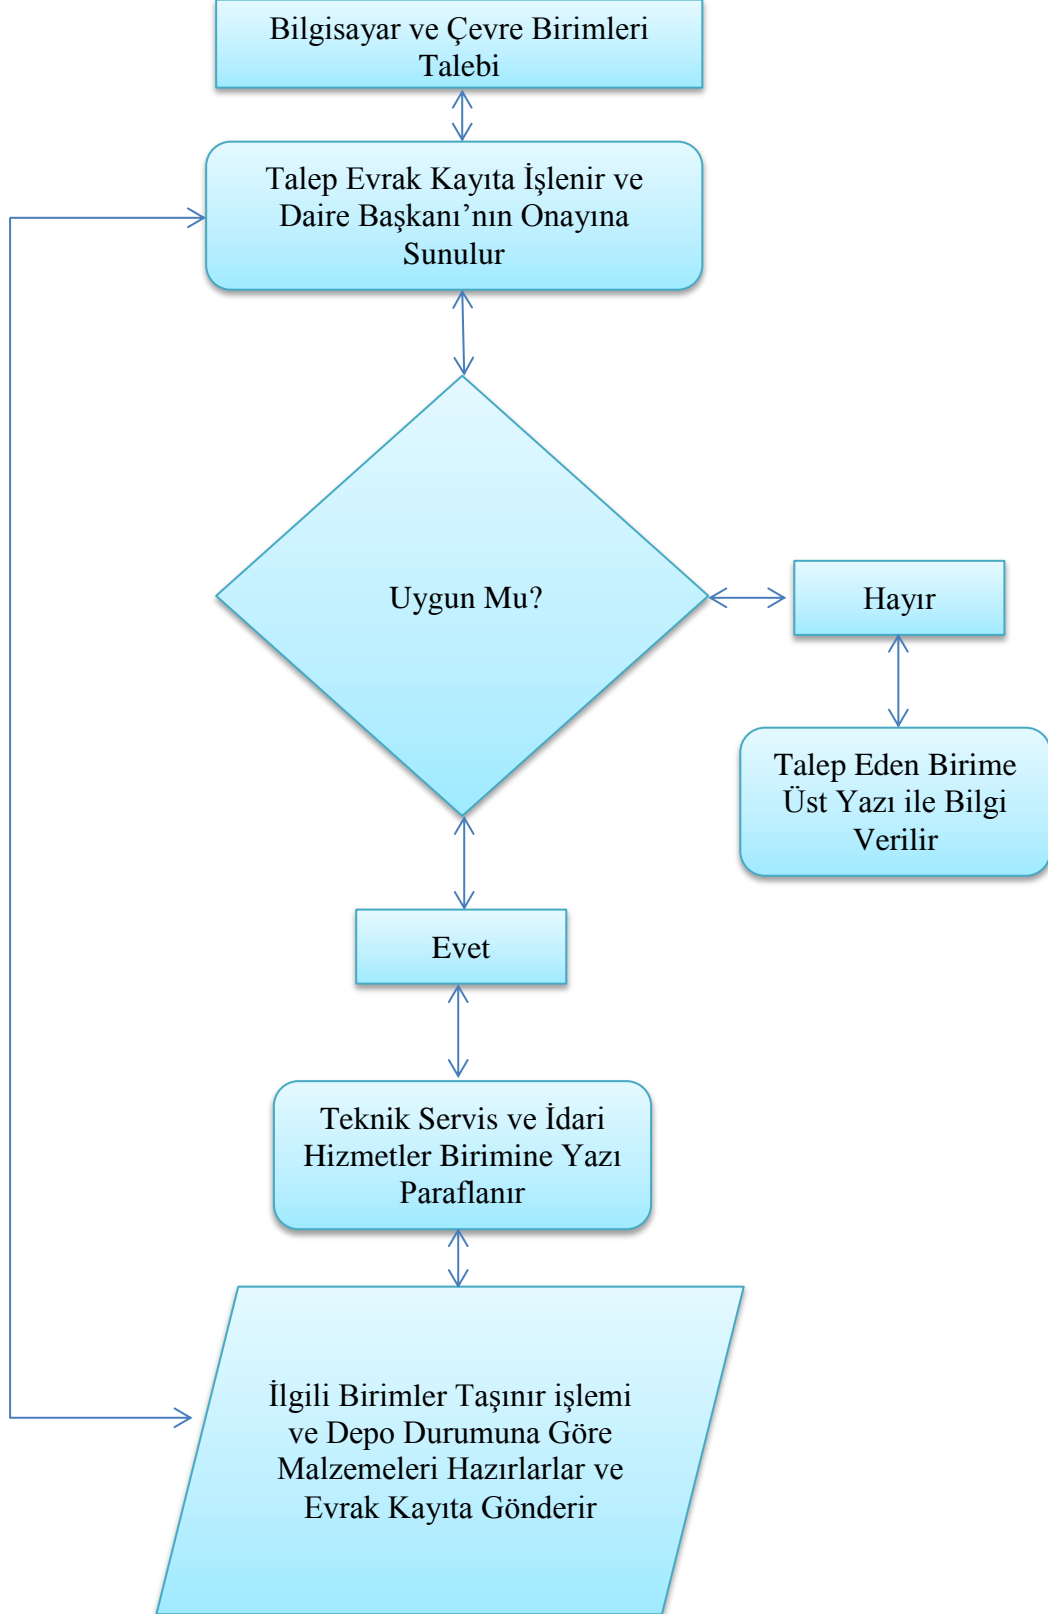 Bilgisayar ve Çevre Birimleri
Talebi
Talep Evrak Kayıta İşlenir ve
Daire Başkanı’nın Onayına
Sunulur
Uygun Mu?
Hayır
Talep Eden Birime
Üst Yazı ile Bilgi
Verilir
Evet
Teknik Servis ve İdari
Hizmetler Birimine Yazı
Paraflanır
İlgili Birimler Taşınır işlemi
ve Depo Durumuna Göre
Malzemeleri Hazırlarlar ve
Evrak Kayıta Gönderir